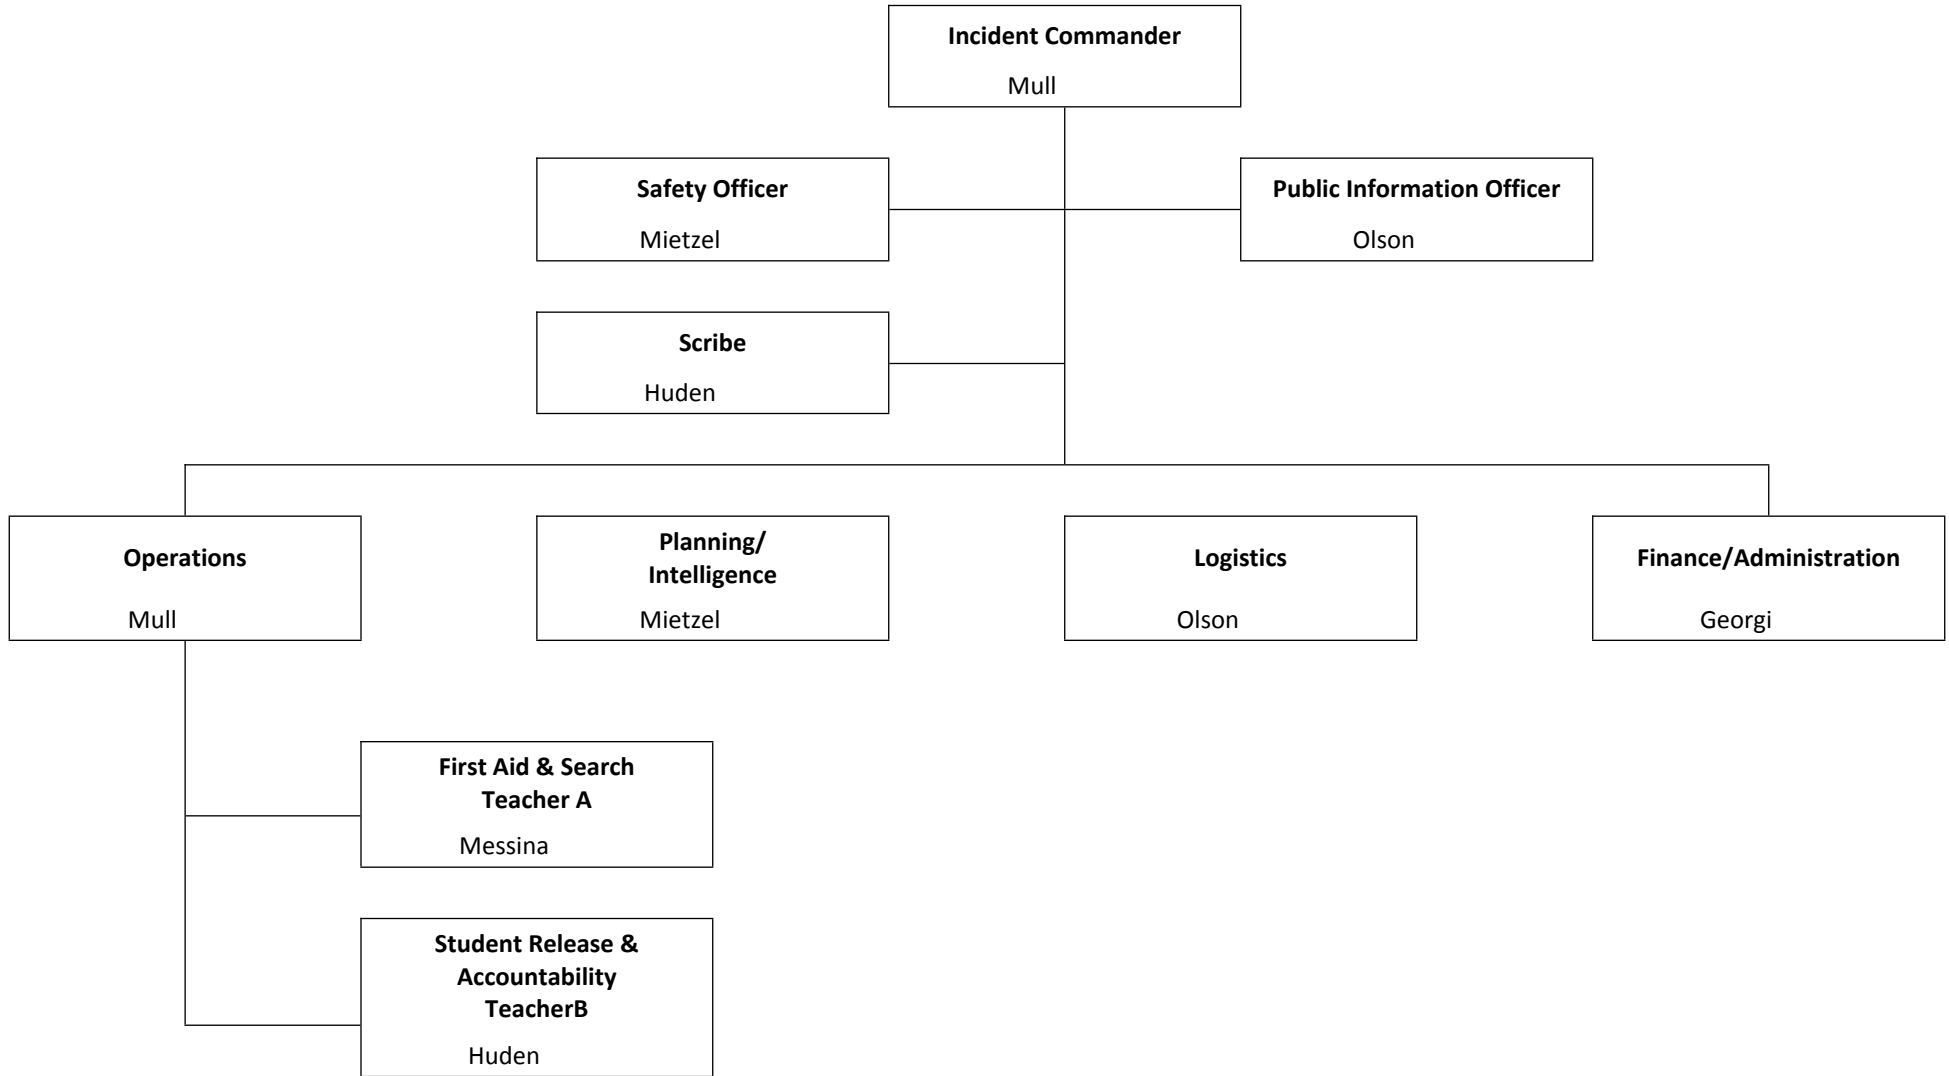 Incident Commander
Mull
Safety Officer
Mietzel
Public Information Officer
Olson
Scribe
Huden
Operations
Mull
Planning/
Intelligence
Mietzel
Logistics
Olson
Finance/Administration
Georgi
First Aid & Search
Teacher A
Messina
Student Release &
Accountability
TeacherB
Huden